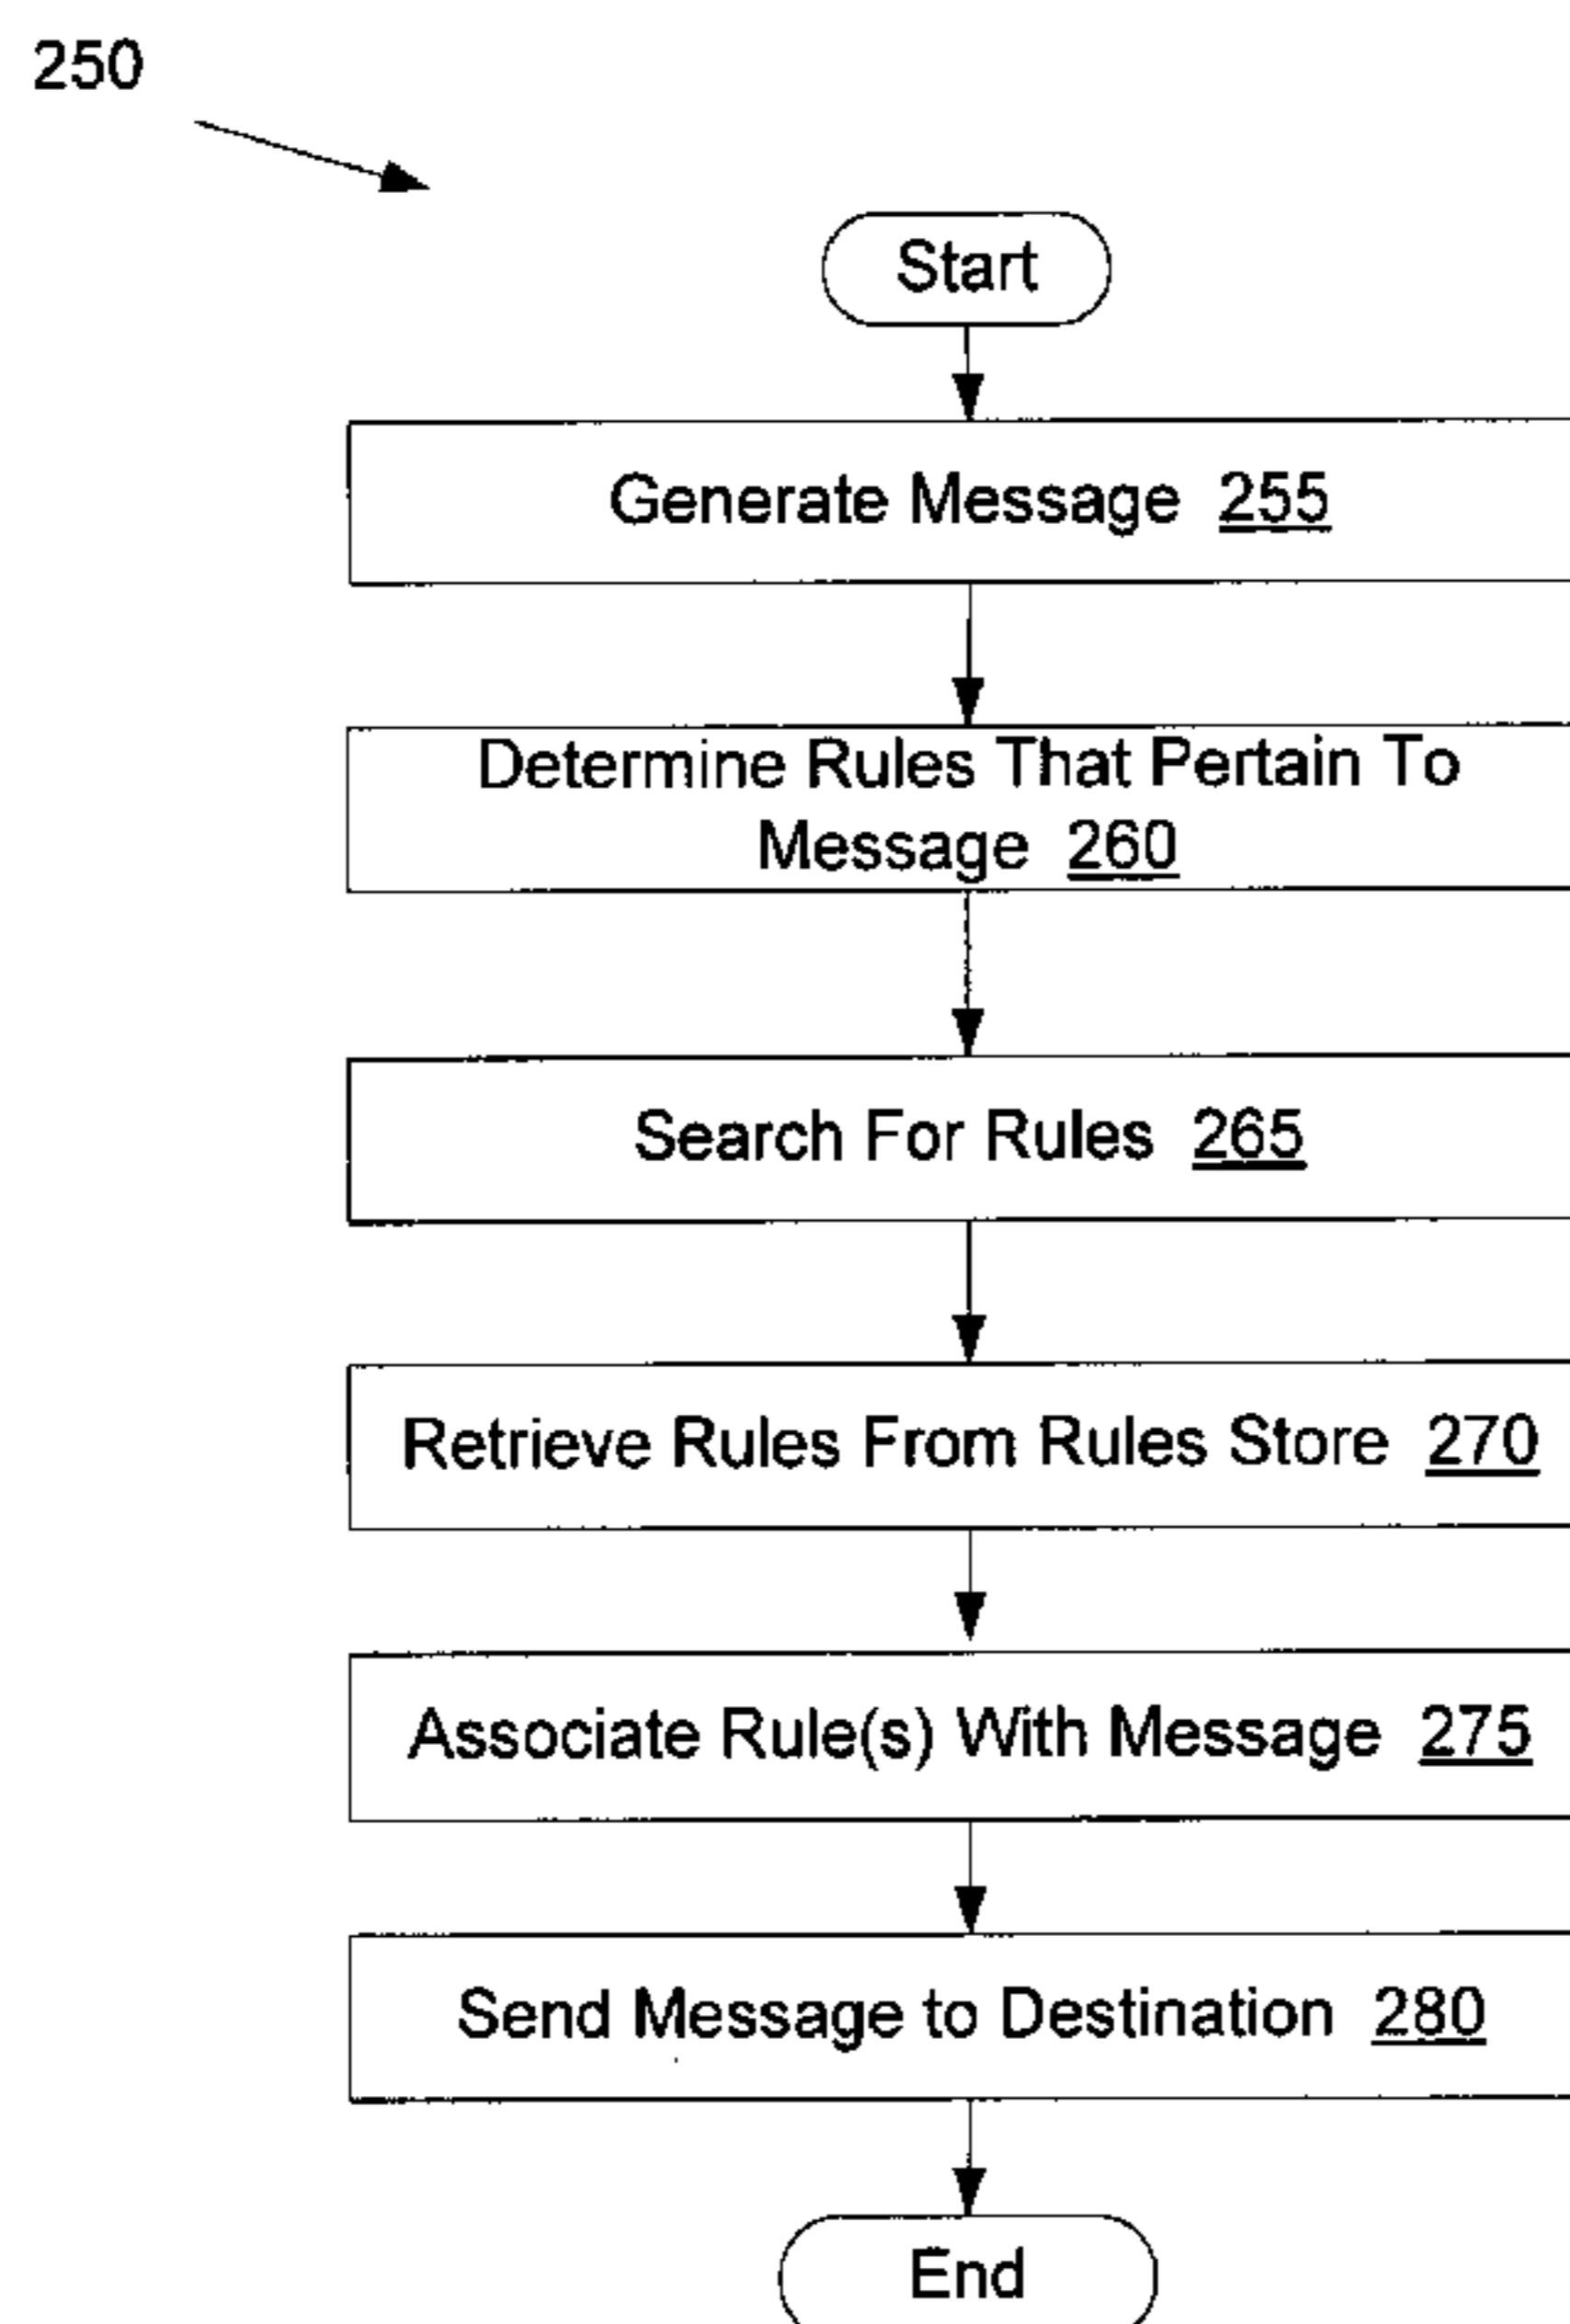 250
Start
Generate Message 255
Determine Rules That Pertain To
Message 260
Search For Rules 265
Retrieve Rules From Rules Store 270
Associate Rule(s) With Message 275
Send Message to Destination 280
End